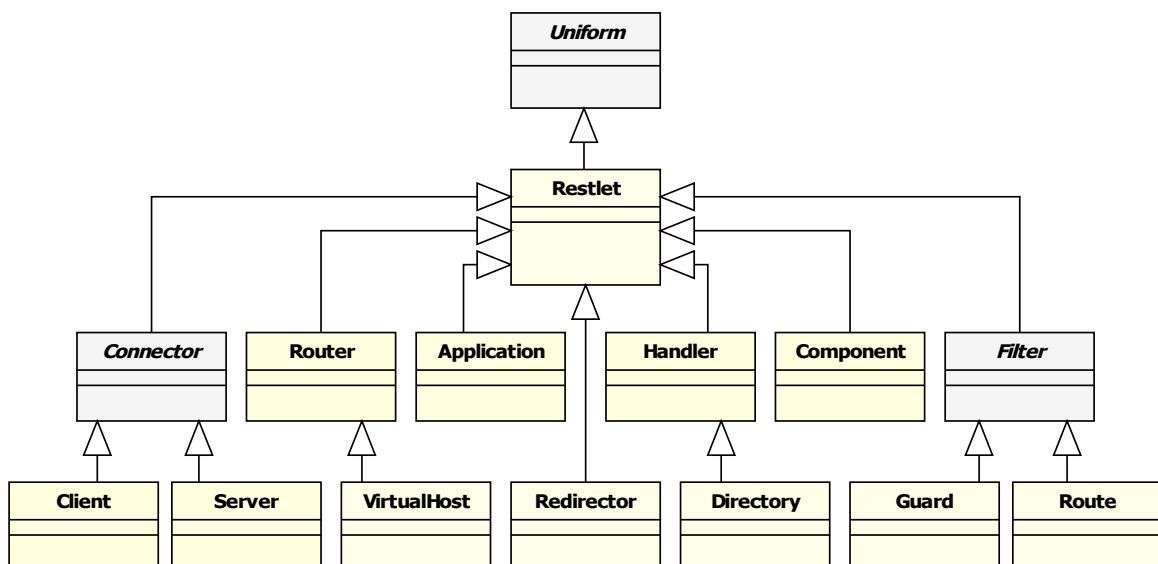 Uniform
Restlet
Connector
Router
Application
Handler
Component
Filter
Client
Server
VirtualHost
Redirector
Directory
Guard
Route